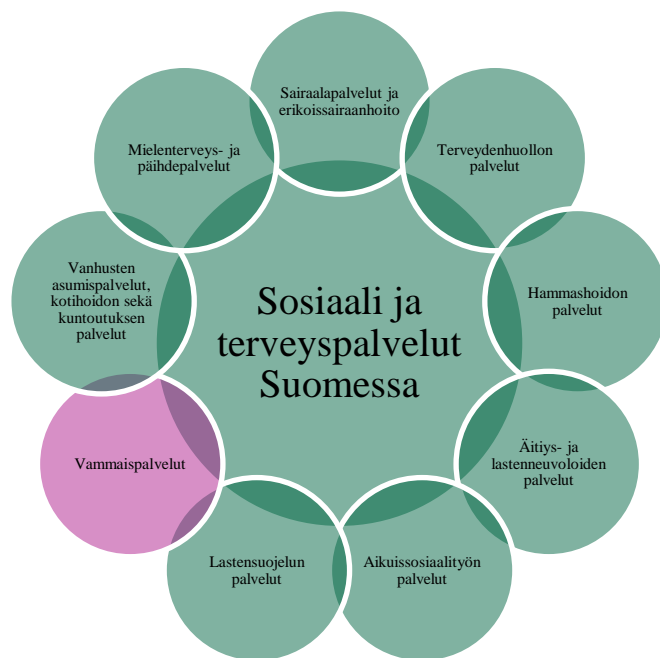 Sairaalapalvelut ja
erikoissairaanhoito
Terveydenhuollon
palvelut
Hammashoidon
palvelut
Äitiys- ja
lastenneuvoloiden
palvelut
Aikuissosiaalityön
palvelut
Lastensuojelun
palvelut
Vammaispalvelut
Vanhusten
asumispalvelut,
kotihoidon sekä
kuntoutuksen
palvelut
Mielenterveys- ja
päihdepalvelut
Sosiaali ja
terveyspalvelut
Suomessa